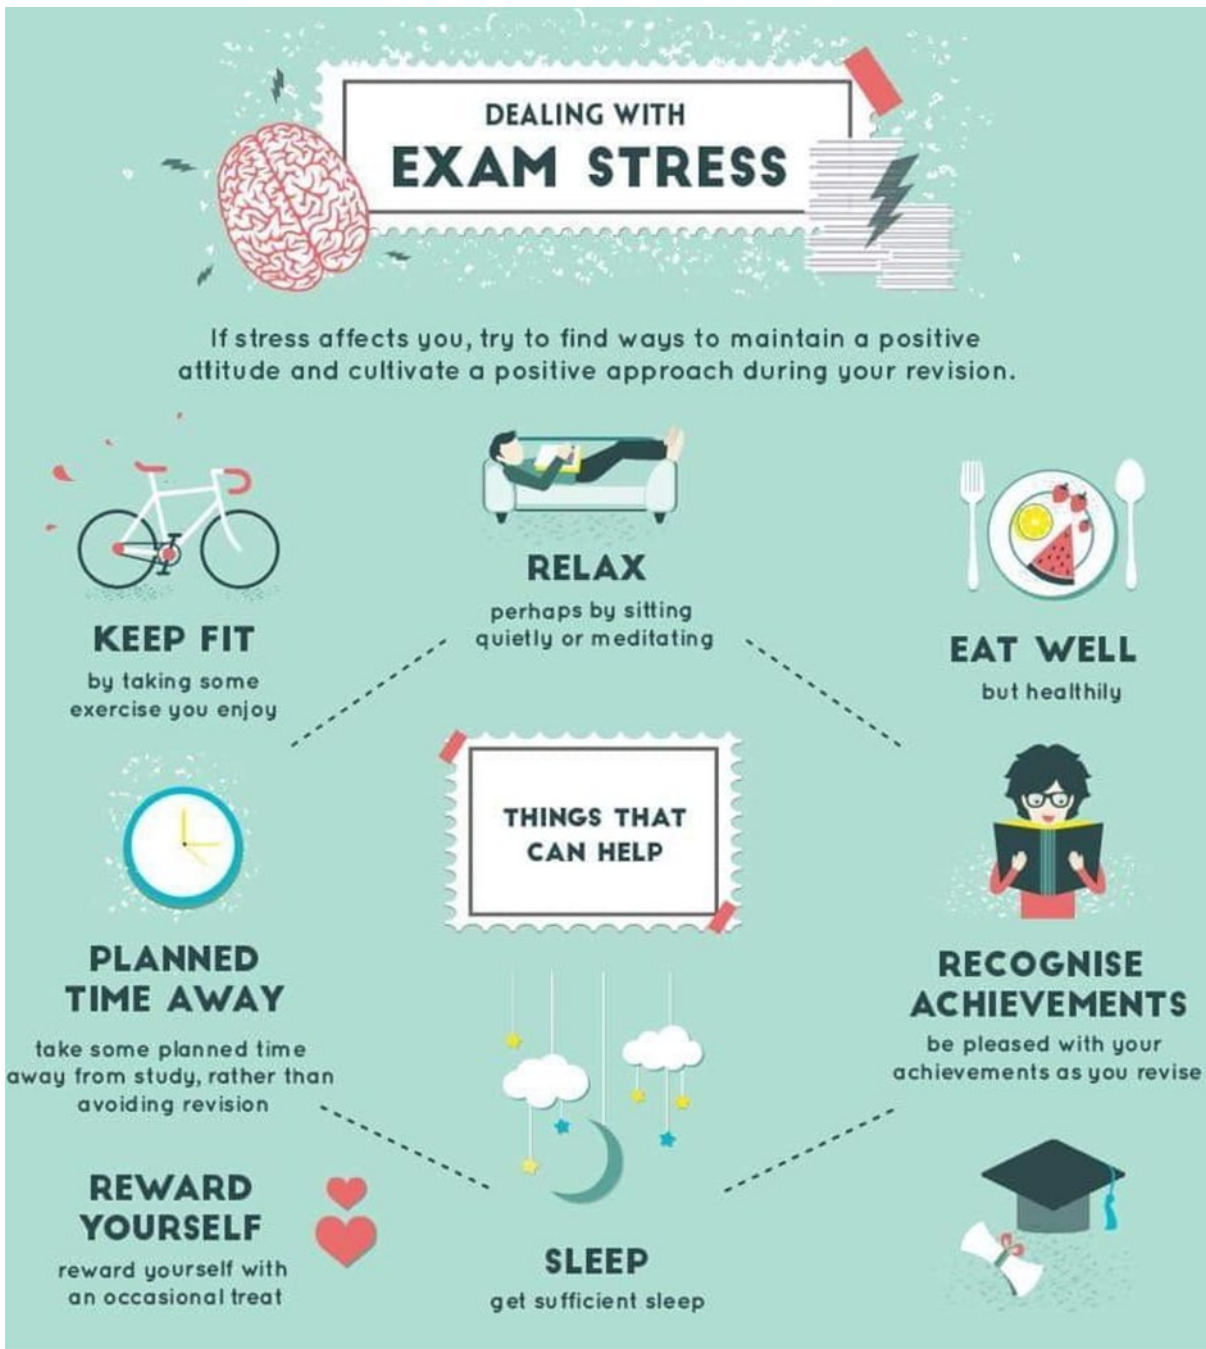 DEALING WITH
EXAM STRESS
If stress affects you, try to find ways to maintain a positive
attitude and cultivate a positive approach during your revision.
KEEP FIT
by taking some
exercise you enjoy
RELAX
perhaps by sitting
quietly or meditating
EAT WELL
but healthily
THINGS THAT
CAN HELP
PLANNED
TIME AWAY
take some planned time
away from study, rather than
avoiding revision
RECOGNISE
ACHIEVEMENTS
be pleased with your
achievements as you revise
REWARD
YOURSELF
reward yourself with
an occasional treat
SLEEP
get sufficient sleep